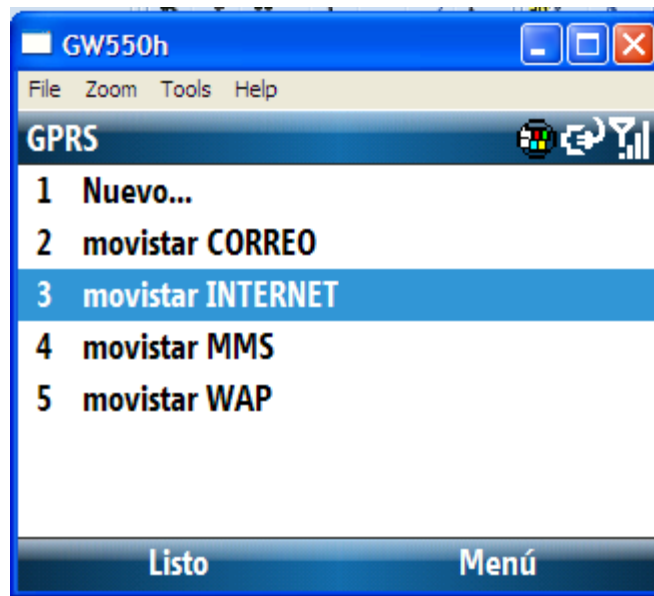 GW550h
File Zoom Tools Help
GPRS
1 Nuevo...
2 movistar CORREO
3 movistar INTERNET
4 movistar MMS
5 movistar WAP
Listo Menú